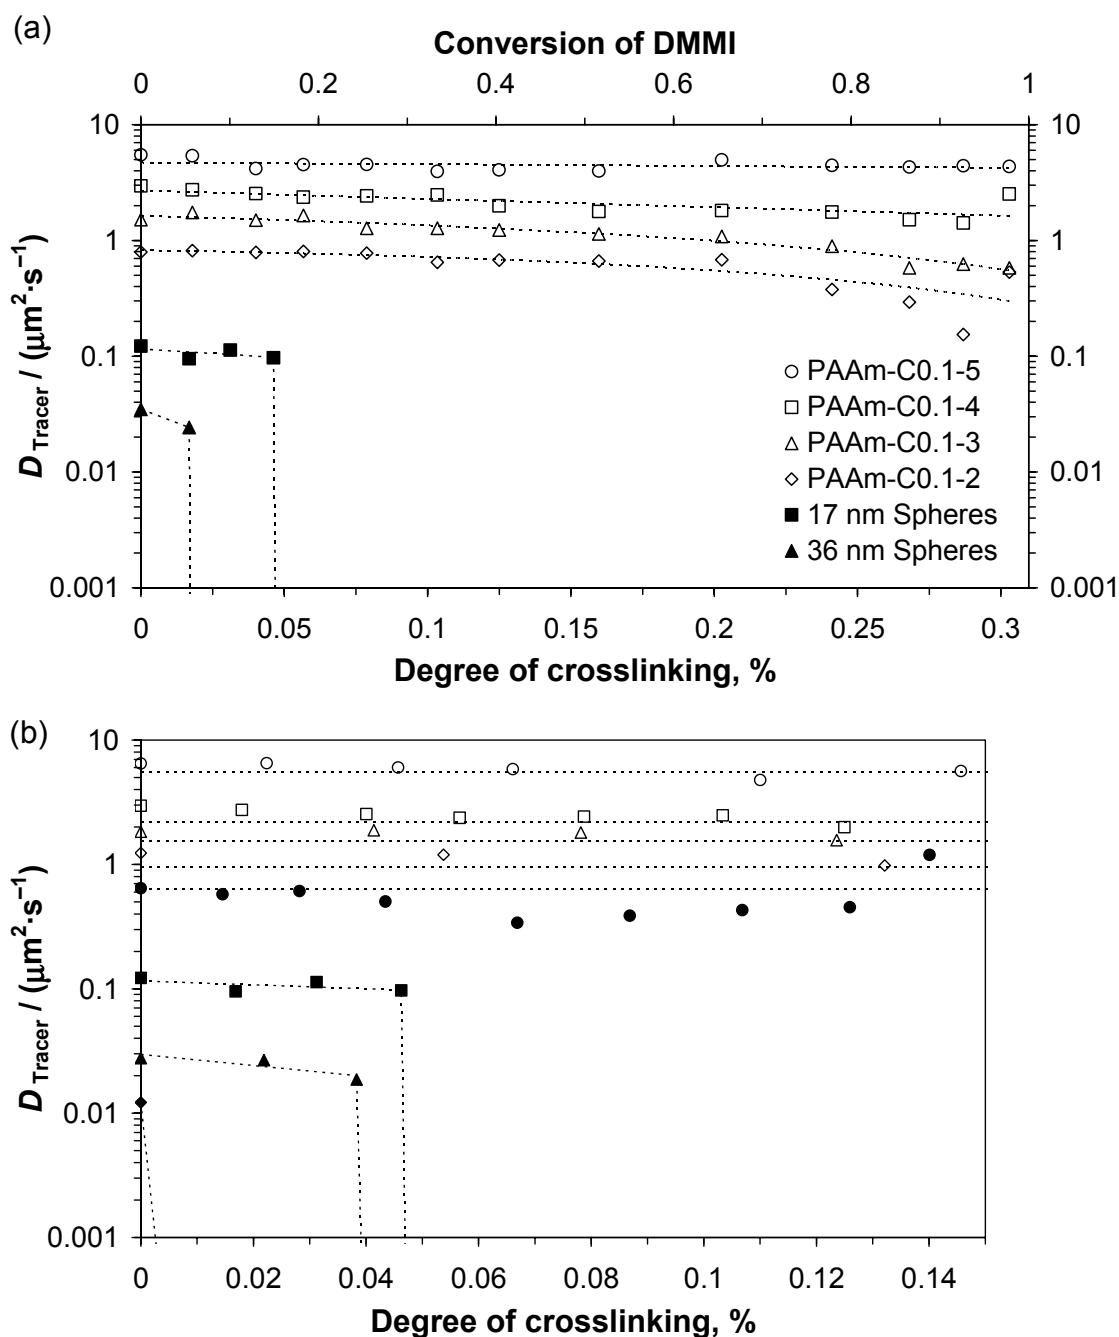 (a)
Conversion of DMMI
0 0.2 0.4 0.6 0.8 1
10 10
1 1
0.1 0.1
0.01 0.01
0.001 0.001
D Tracer / (μm²·s⁻¹)
PAAm-C0.1-5
PAAm-C0.1-4
PAAm-C0.1-3
PAAm-C0.1-2
17 nm Spheres
36 nm Spheres
0 0.05 0.1 0.15 0.2 0.25 0.3
Degree of crosslinking, %
(b)
10
1
0.1
0.01
0.001
D Tracer / (μm²·s⁻¹)
0 0.02 0.04 0.06 0.08 0.1 0.12 0.14
Degree of crosslinking, %